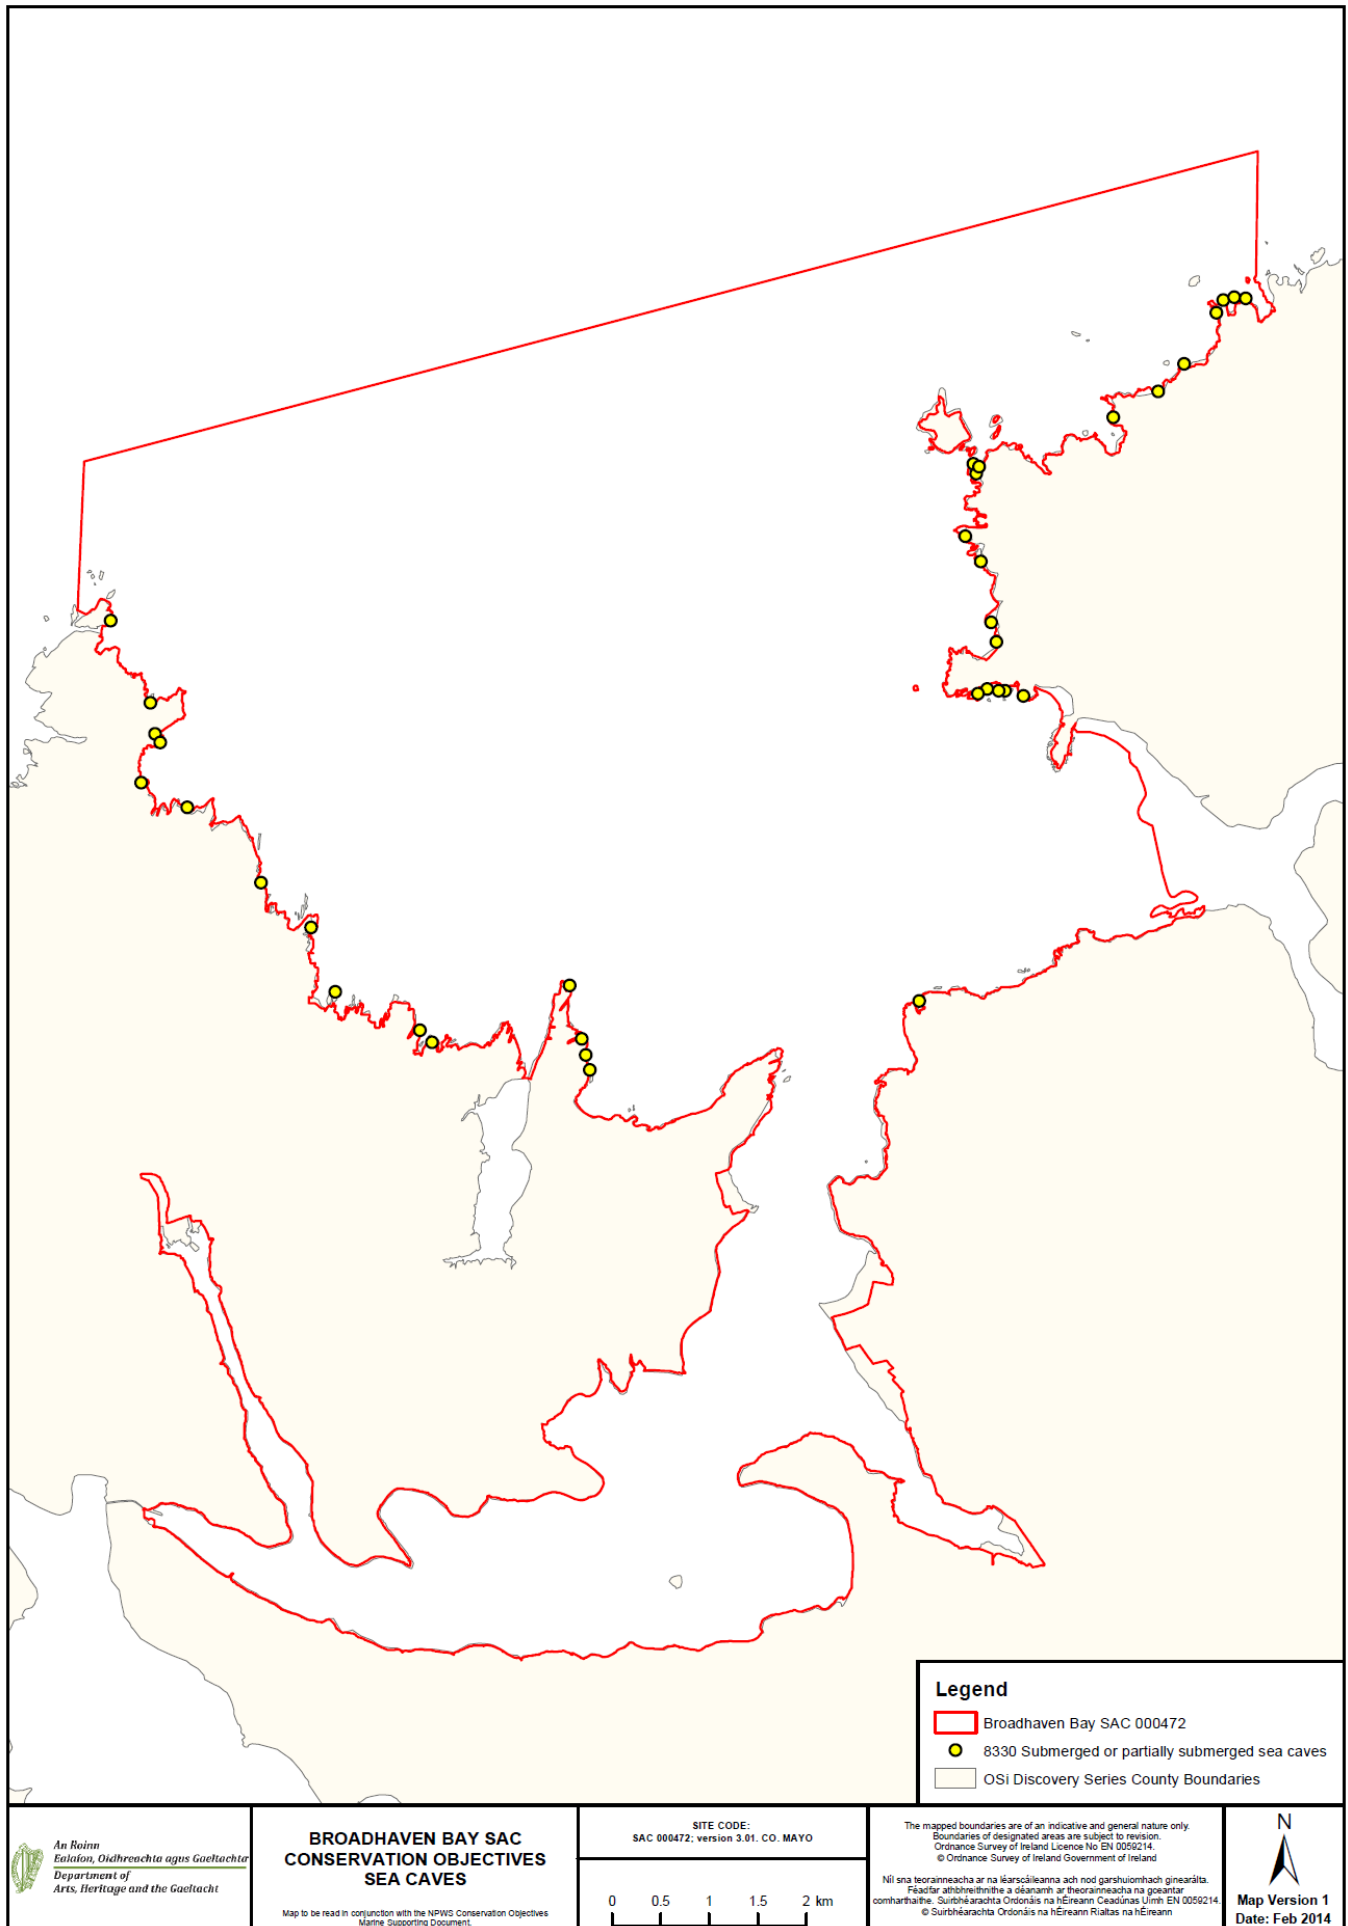 Legend
Broadhaven Bay SAC 000472
8330 Submerged or partially submerged sea caves
OSi Discovery Series County Boundaries
An Roinn
Ealaíon, Oidhreachta agus Gaeltachta
Department of
Arts, Heritage and the Gaeltacht
BROADHAVEN BAY SAC
CONSERVATION OBJECTIVES
SEA CAVES
Map to be read in conjunction with the NPWS Conservation Objectives
Marine Supporting Document.
SITE CODE:
SAC 000472; version 3.01. CO. MAYO
0 0.5 1 1.5 2 km
The mapped boundaries are of an indicative and general nature only.
Boundaries of designated areas are subject to revision.
Ordnance Survey of Ireland Licence No EN 0059214.
© Ordnance Survey of Ireland Government of Ireland
Níl sna teorainneacha ar na léarscáileanna ach nod garshuiomhach ginearálta.
Féadfar athbhreithnithe a déanamh ar theorainneacha na gceantar
comharthaithe. Suirbhéarachta Ordonáis na hÉireann Ceadúnas Uimh EN 0059214.
© Suirbhéarachta Ordonáis na hÉireann Rialtas na hÉireann
N
Map Version 1
Date: Feb 2014